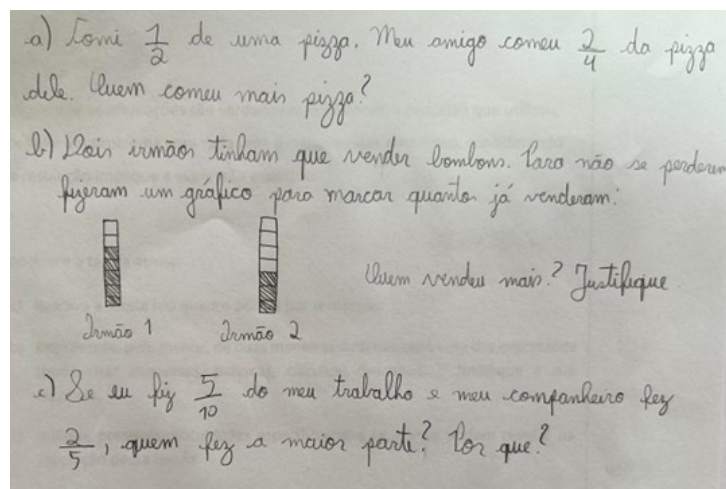 a) Comi 1/2 de uma pizza. Meu amigo comeu 2/4 da pizza
dele. Quem comeu mais pizza?
b) Dois irmãos tinham que vender bombons. Para não se perderem
fizeram um gráfico para marcar quanto já venderam:
Quem vendeu mais? Justifique
Irmão 1 Irmão 2
c) Se eu fiz 5/10 do meu trabalho e meu companheiro fez
2/5, quem fez a maior parte? Por que?